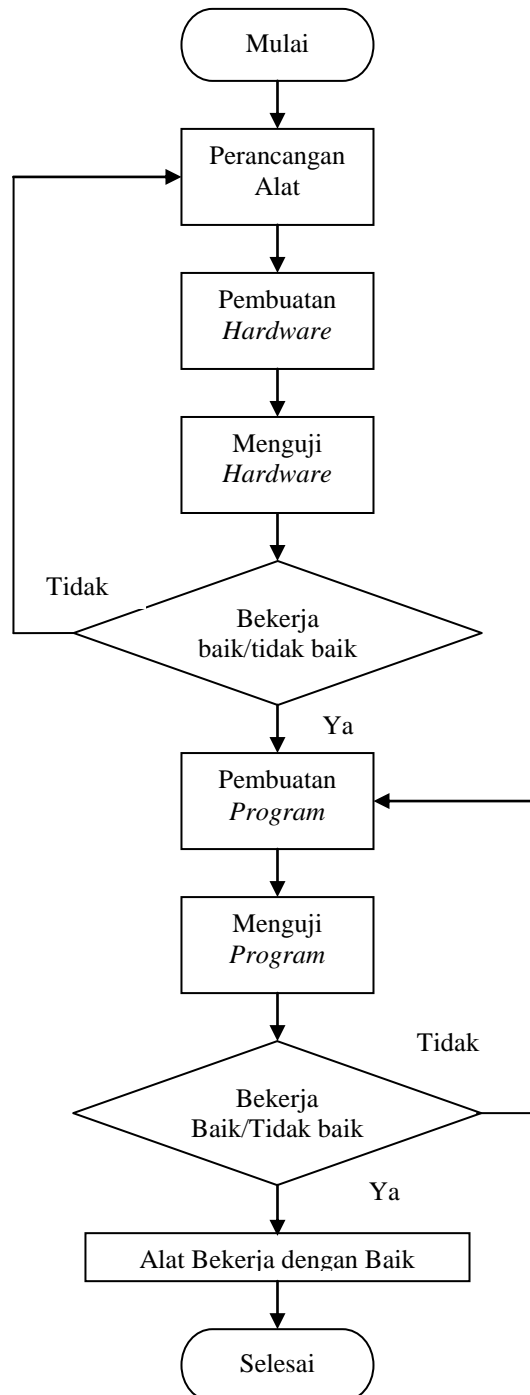 Mulai
Perancangan
Alat
Pembuatan
Hardware
Menguji
Hardware
Tidak
Bekerja
baik/tidak baik
Ya
Pembuatan
Program
Menguji
Program
Tidak
Bekerja
Baik/Tidak baik
Ya
Alat Bekerja dengan Baik
Selesai